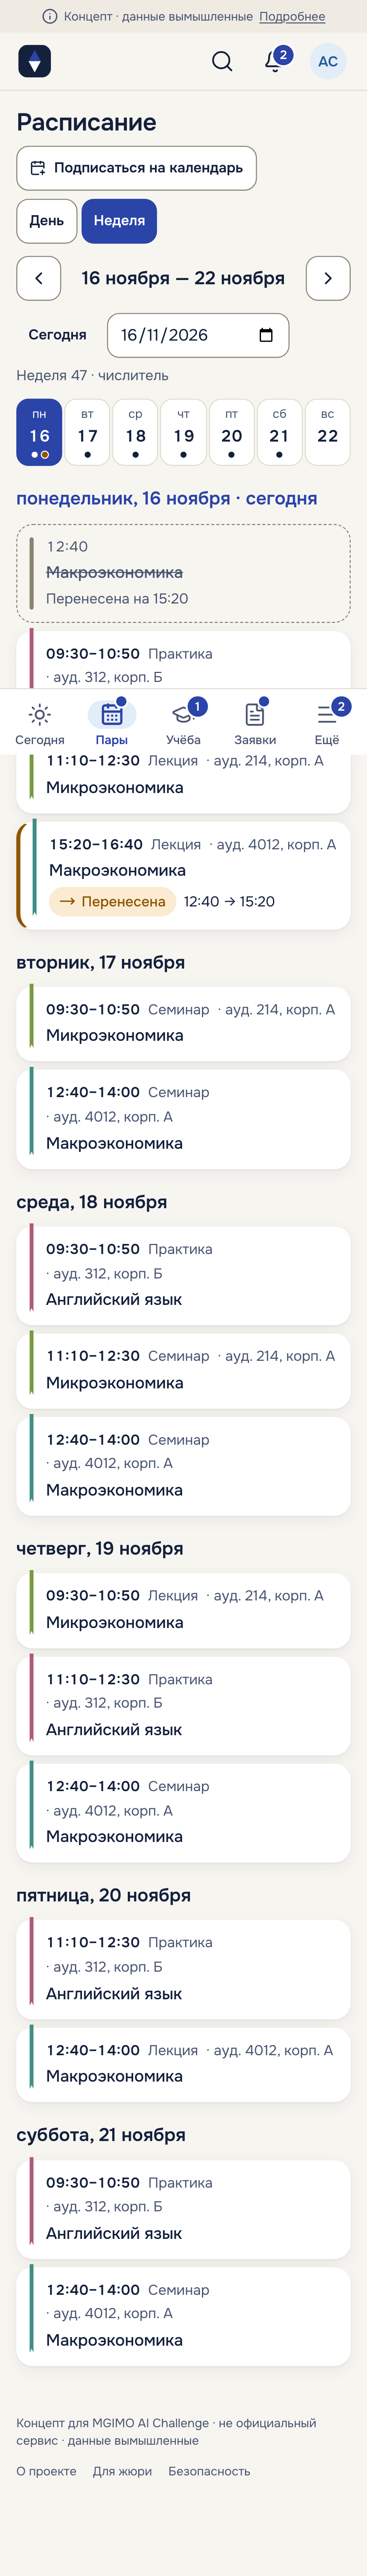 Концепт · данные вымышленные Подробнее
2
АС
Расписание
Подписаться на календарь
День Неделя
16 ноября — 22 ноября
Сегодня 16/11/2026
Неделя 47 · числитель
пн вт ср чт пт сб вс
16 17 18 19 20 21 22
понедельник, 16 ноября · сегодня
12:40
Макроэкономика
Перенесена на 15:20
09:30–10:50 Практика
· ауд. 312, корп. Б
1 2
Сегодня Пары Учёба Заявки Ещё
11:10–12:30 Лекция · ауд. 214, корп. А
Микроэкономика
15:20–16:40 Лекция · ауд. 4012, корп. А
Макроэкономика
→ Перенесена 12:40 → 15:20
вторник, 17 ноября
09:30–10:50 Семинар · ауд. 214, корп. А
Микроэкономика
12:40–14:00 Семинар
· ауд. 4012, корп. А
Макроэкономика
среда, 18 ноября
09:30–10:50 Практика
· ауд. 312, корп. Б
Английский язык
11:10–12:30 Семинар · ауд. 214, корп. А
Микроэкономика
12:40–14:00 Семинар
· ауд. 4012, корп. А
Макроэкономика
четверг, 19 ноября
09:30–10:50 Лекция · ауд. 214, корп. А
Микроэкономика
11:10–12:30 Практика
· ауд. 312, корп. Б
Английский язык
12:40–14:00 Семинар
· ауд. 4012, корп. А
Макроэкономика
пятница, 20 ноября
11:10–12:30 Практика
· ауд. 312, корп. Б
Английский язык
12:40–14:00 Лекция · ауд. 4012, корп. А
Макроэкономика
суббота, 21 ноября
09:30–10:50 Практика
· ауд. 312, корп. Б
Английский язык
12:40–14:00 Семинар
· ауд. 4012, корп. А
Макроэкономика
Концепт для MGIMO AI Challenge · не официальный
сервис · данные вымышленные
О проекте Для жюри Безопасность